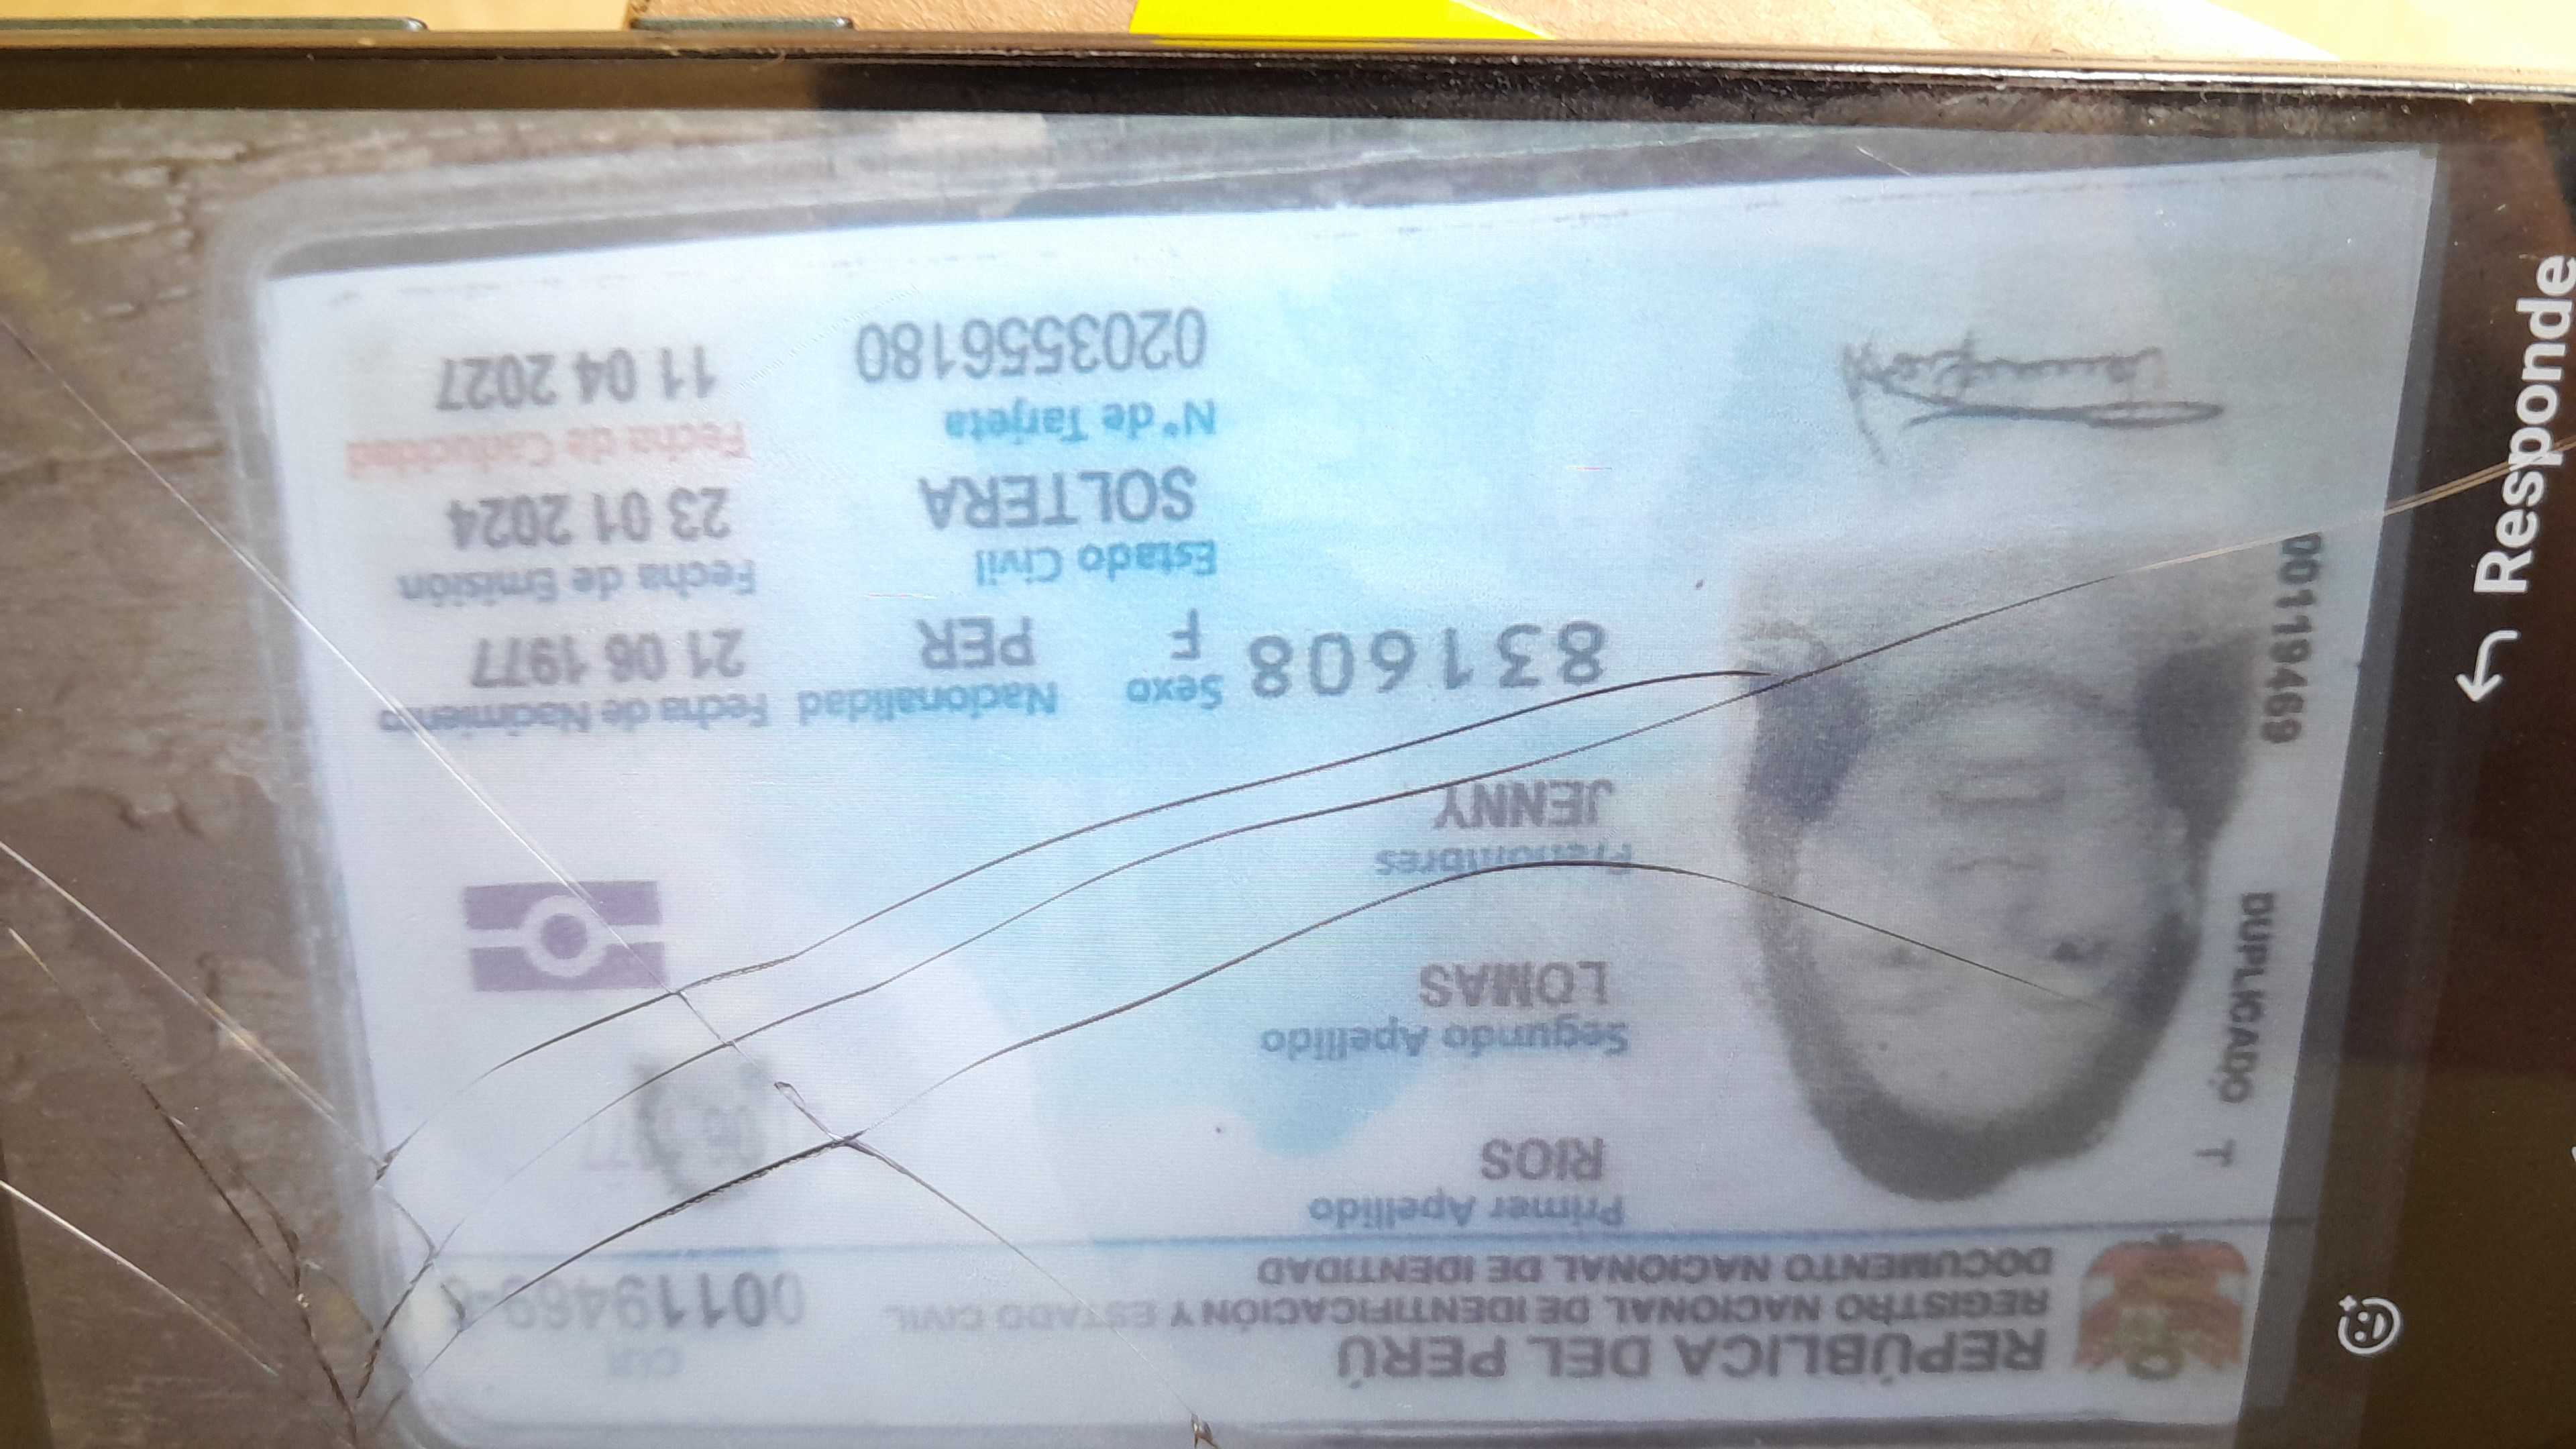 REPÚBLICA DEL PERÚ
REGISTRO NACIONAL DE IDENTIFICACIÓN Y ESTADO CIVIL
DOCUMENTO NACIONAL DE IDENTIDAD
CUI
00119469-
Primer Apellido
RIOS
Segundo Apellido
LOMAS
Prenombres
JENNY
831608
Sexo
F
Nacionalidad
PER
Fecha de Nacimiento
21 06 1977
Estado Civil
SOLTERA
Fecha de Emisión
23 01 2024
N° de Tarjeta
0203556180
Fecha de Caducidad
11 04 2027
DUPLICADO T
00119469
Responde